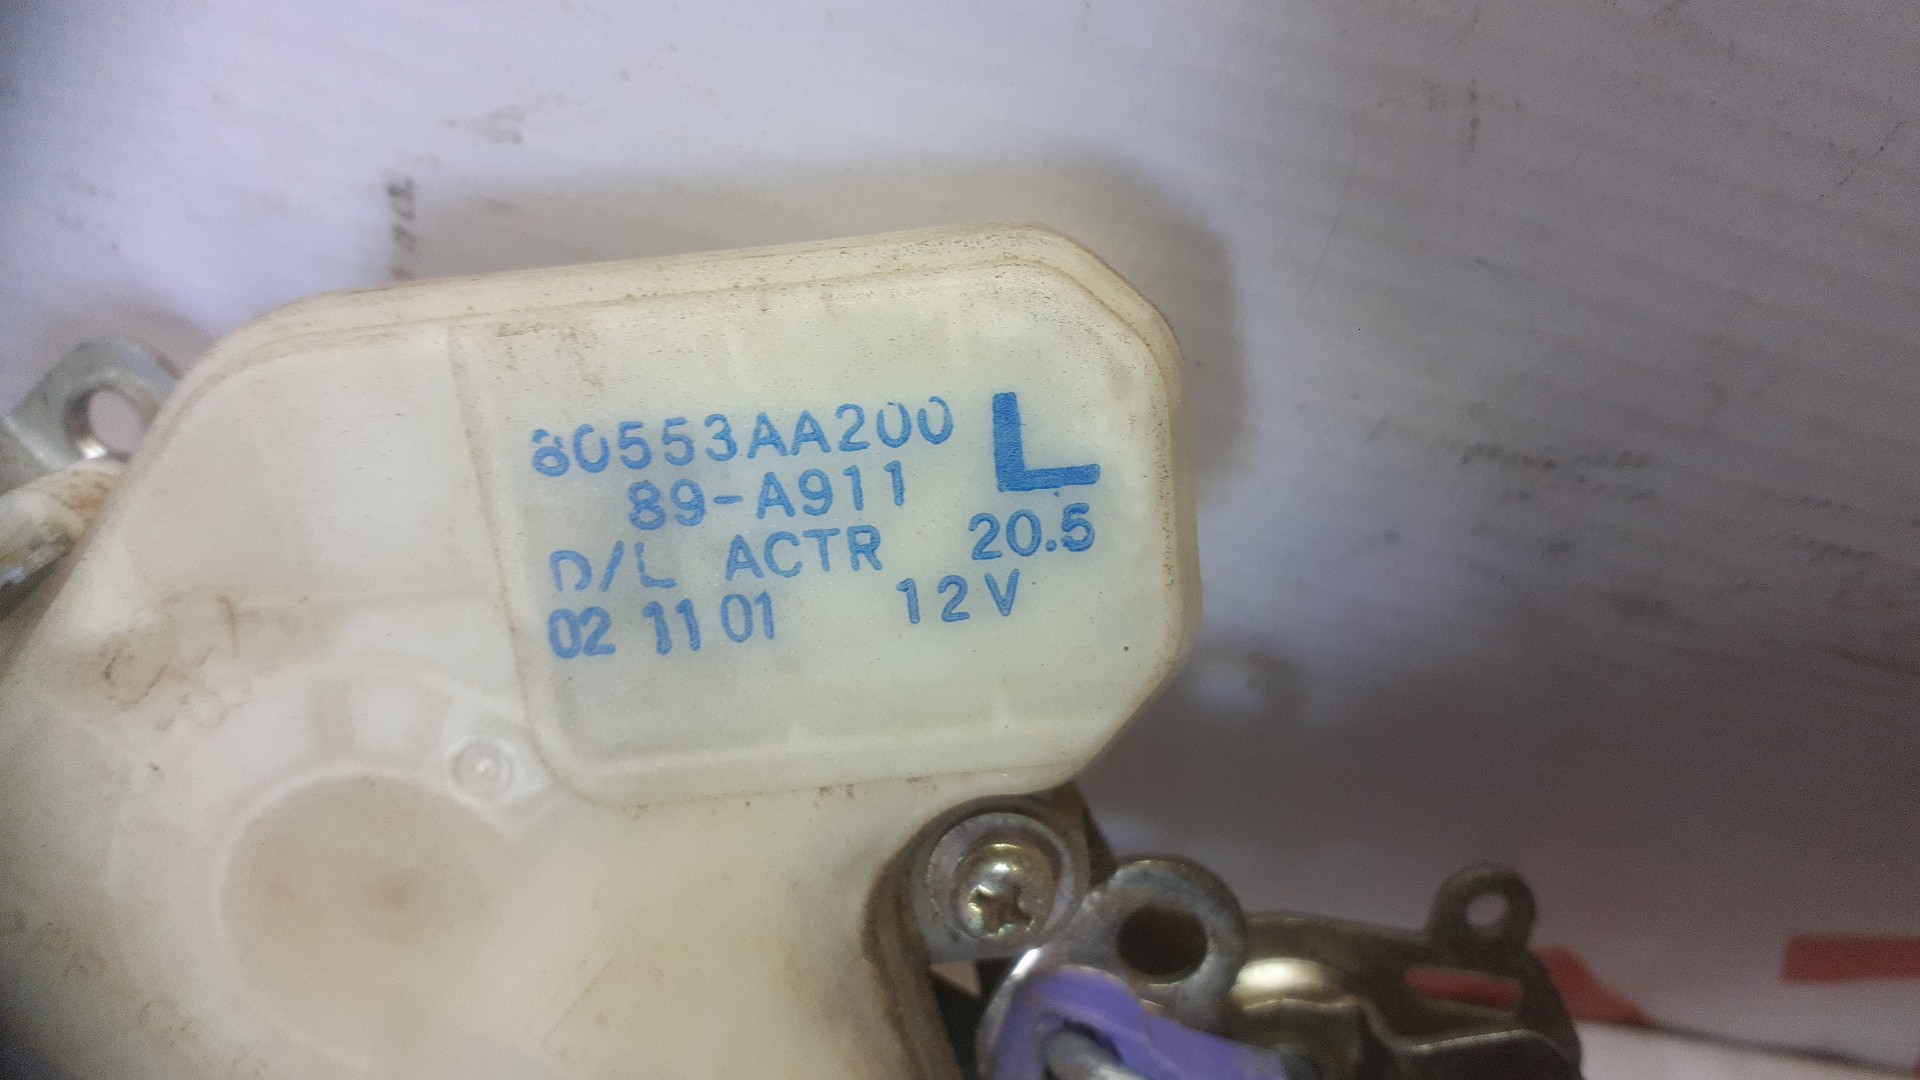 80553AA200 L
89-A911
D/L ACTR 20.5
02 11 01 12V